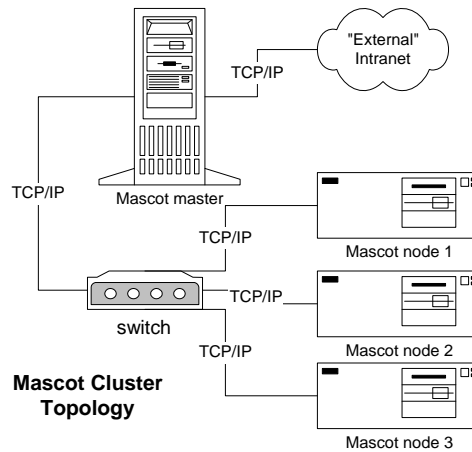 "External"
Intranet
TCP/IP
TCP/IP
Mascot master
TCP/IP
Mascot node 1
TCP/IP
switch
Mascot node 2
TCP/IP
Mascot Cluster
Topology
Mascot node 3